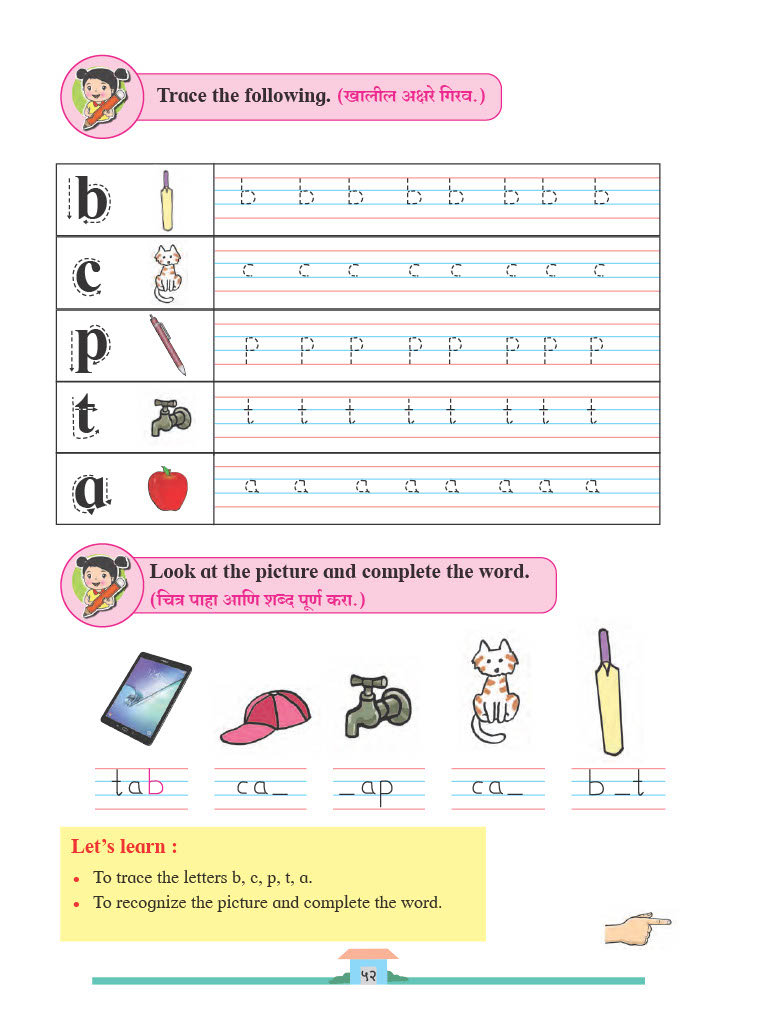 Trace the following. (खालील अक्षरे गिरव.)
b b b b b b b b b
c c c c c c c c c
p p p p p p p p p
t t t t t t t t t
a a a a a a a a a
Look at the picture and complete the word.
(चित्र पाहा आणि शब्द पूर्ण करा.)
tab ca_ _ap ca_ b_t
Let's learn :
• To trace the letters b, c, p, t, a.
• To recognize the picture and complete the word.
५२